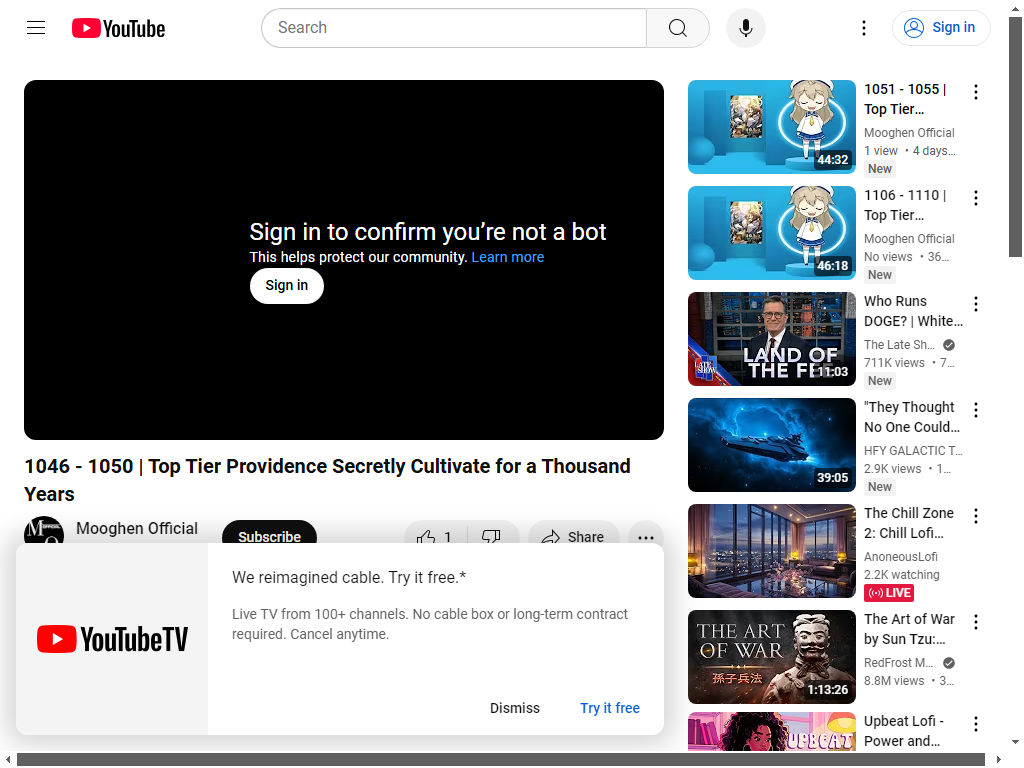 YouTube
Search
Sign in
Sign in to confirm you’re not a bot
This helps protect our community. Learn more
Sign in
1046 - 1050 | Top Tier Providence Secretly Cultivate for a Thousand
Years
Mooghen Official
Subscribe
1
Share
We reimagined cable. Try it free.*
Live TV from 100+ channels. No cable box or long-term contract
required. Cancel anytime.
YouTubeTV
Dismiss
Try it free
44:32
1051 - 1055 |
Top Tier…
Mooghen Official
1 view • 4 days…
New
46:18
1106 - 1110 |
Top Tier…
Mooghen Official
No views • 36…
New
LATE SHOW
LAND OF
THE FEE
11:03
Who Runs
DOGE? | White…
The Late Sh…
711K views • 7…
New
39:05
"They Thought
No One Could…
HFY GALACTIC T…
2.9K views • 1…
New
The Chill Zone
2: Chill Lofi…
AnoneousLofi
2.2K watching
LIVE
THE ART
OF WAR
孫子兵法
1:13:26
The Art of War
by Sun Tzu:…
RedFrost M…
8.8M views • 3…
UPBEAT
Upbeat Lofi -
Power and…